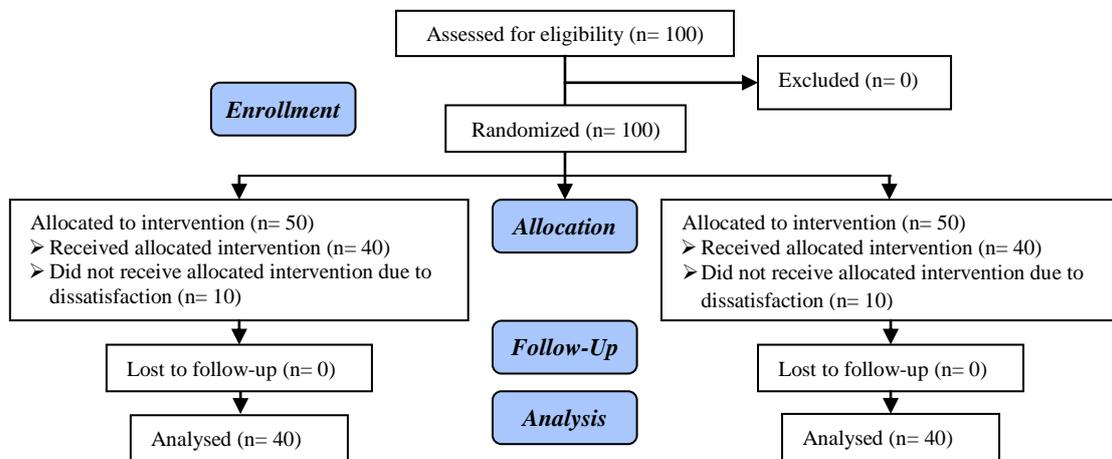 Assessed for eligibility (n= 100)
Excluded (n= 0)
Enrollment
Randomized (n= 100)
Allocated to intervention (n= 50)
➢ Received allocated intervention (n= 40)
➢ Did not receive allocated intervention due to
dissatisfaction (n= 10)
Allocation
Allocated to intervention (n= 50)
➢ Received allocated intervention (n= 40)
➢ Did not receive allocated intervention due to
dissatisfaction (n= 10)
Follow-Up
Lost to follow-up (n= 0)
Lost to follow-up (n= 0)
Analysis
Analysed (n= 40)
Analysed (n= 40)